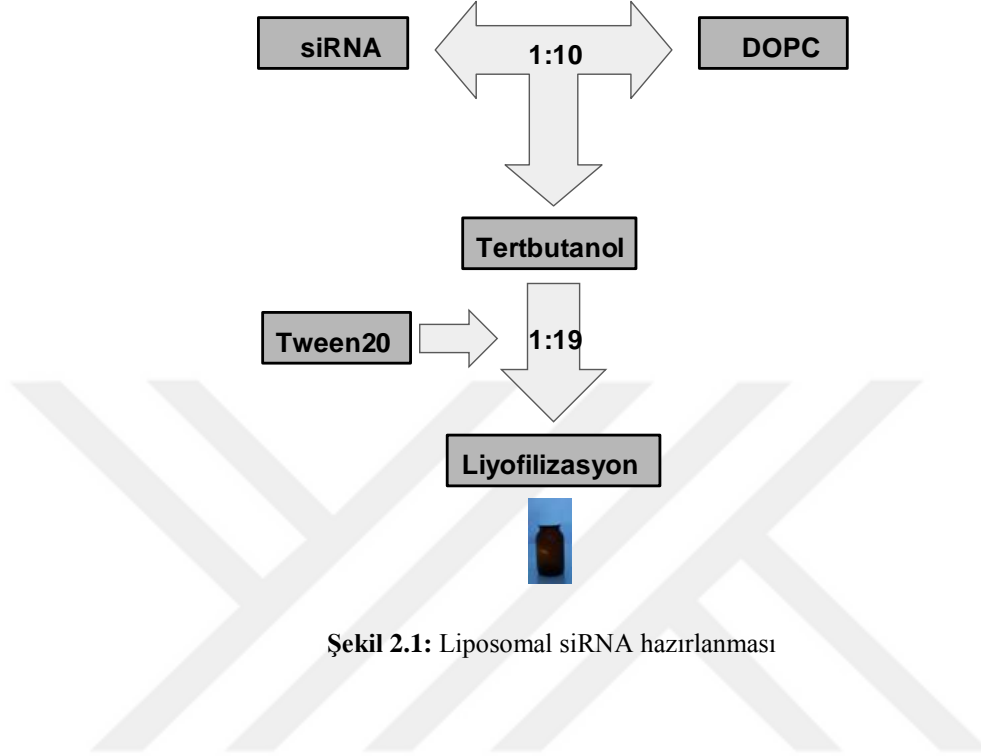 siRNA
1:10
DOPC
Tertbutanol
Tween20
1:19
Liyofilizasyon
Şekil 2.1: Liposomal siRNA hazırlanması